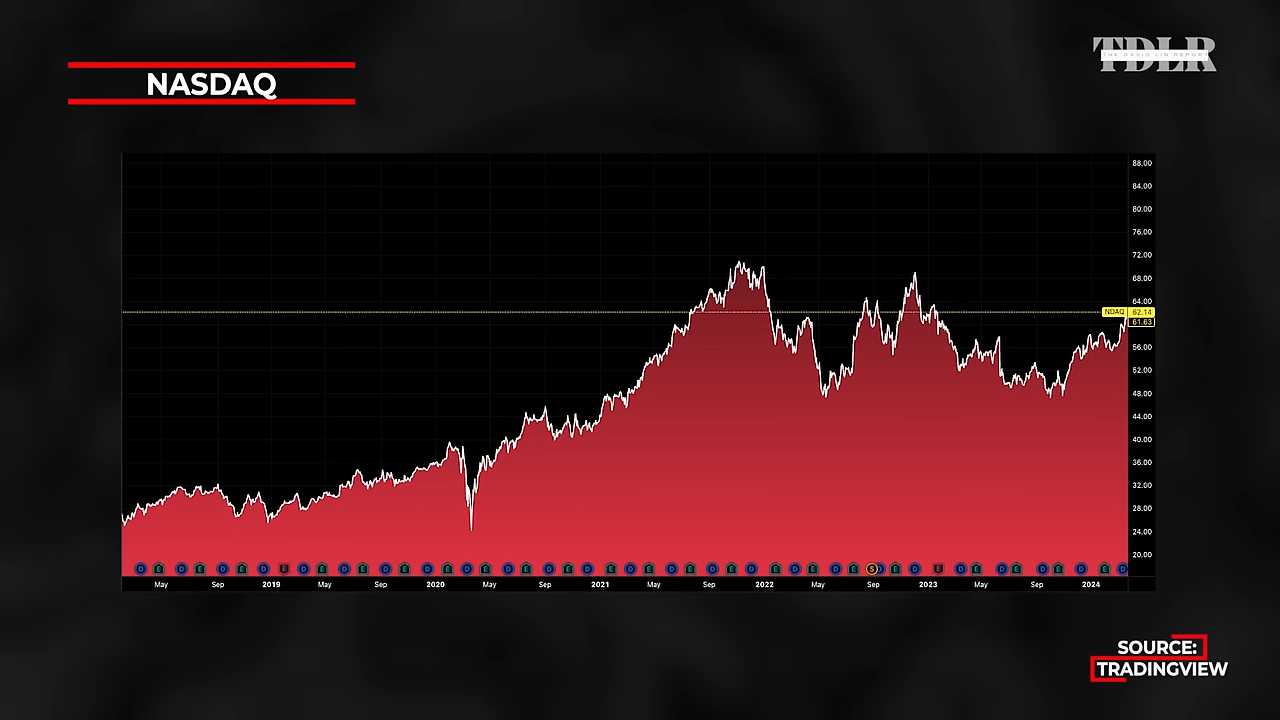 TDLR
THE DAVID LIN REPORT
NASDAQ
88.00
84.00
80.00
76.00
72.00
68.00
64.00
NDAQ 62.14
61.63
56.00
52.00
48.00
44.00
40.00
36.00
32.00
28.00
24.00
20.00
D E D E D E D U D E D E D E D E D E D E D E D E D E D E D E D E D E S D E D U D E D E D E D E D
May Sep 2019 May Sep 2020 May Sep 2021 May Sep 2022 May Sep 2023 May Sep 2024
SOURCE:
TRADINGVIEW